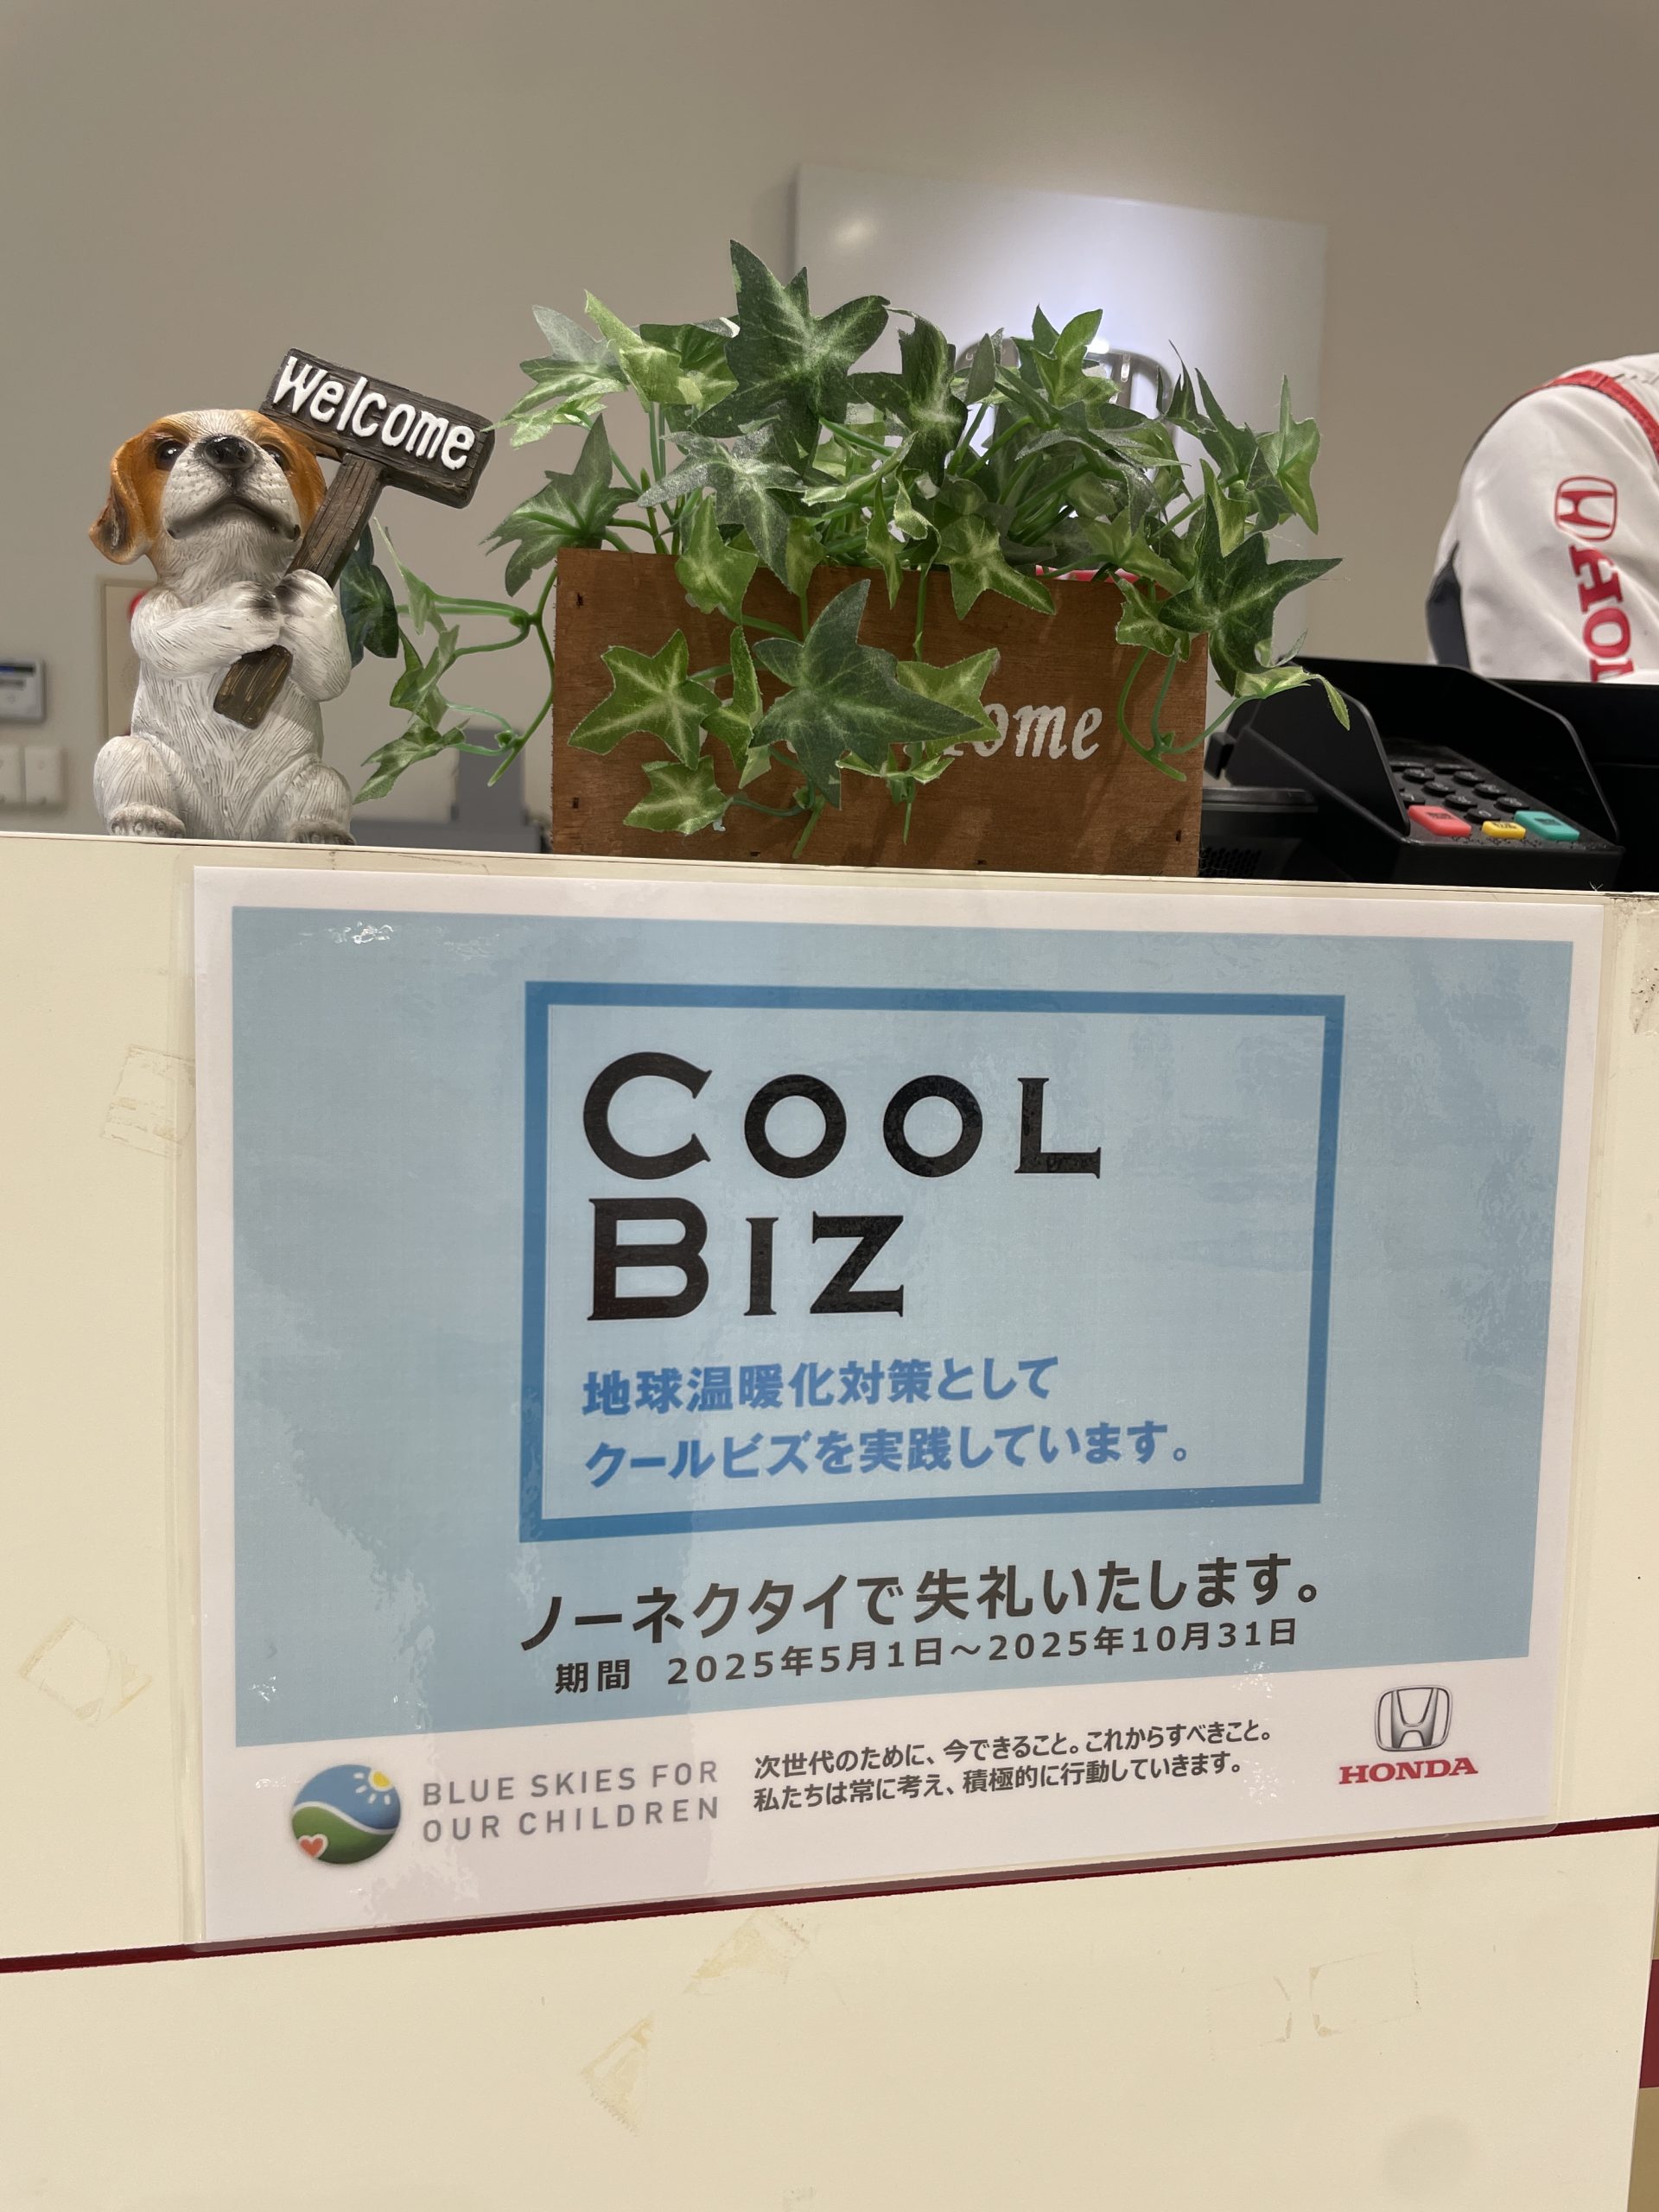 Welcome
ome
HON
COOL
BIZ
地球温暖化対策として
クールビズを実践しています。
ノーネクタイで失礼いたします。
期間 2025年5月1日～2025年10月31日
BLUE SKIES FOR
OUR CHILDREN
次世代のために、今できること。これからすべきこと。
私たちは常に考え、積極的に行動していきます。
HONDA